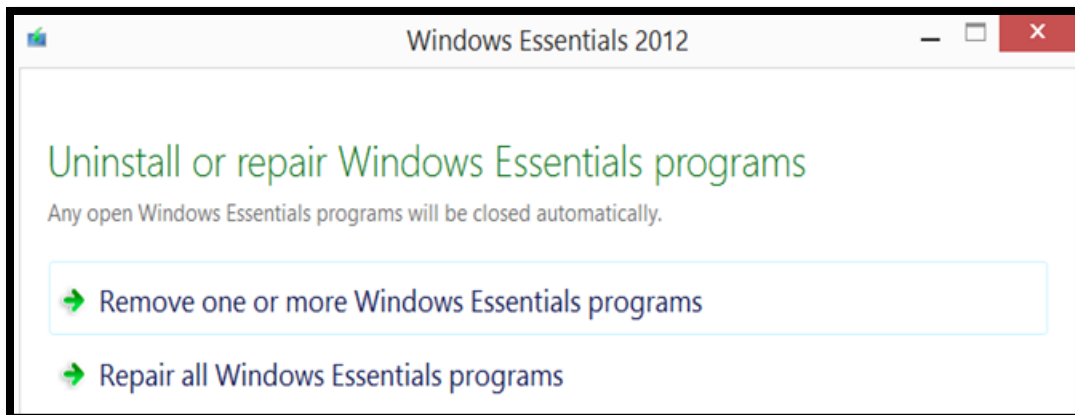 Windows Essentials 2012
Uninstall or repair Windows Essentials programs
Any open Windows Essentials programs will be closed automatically.
Remove one or more Windows Essentials programs
Repair all Windows Essentials programs